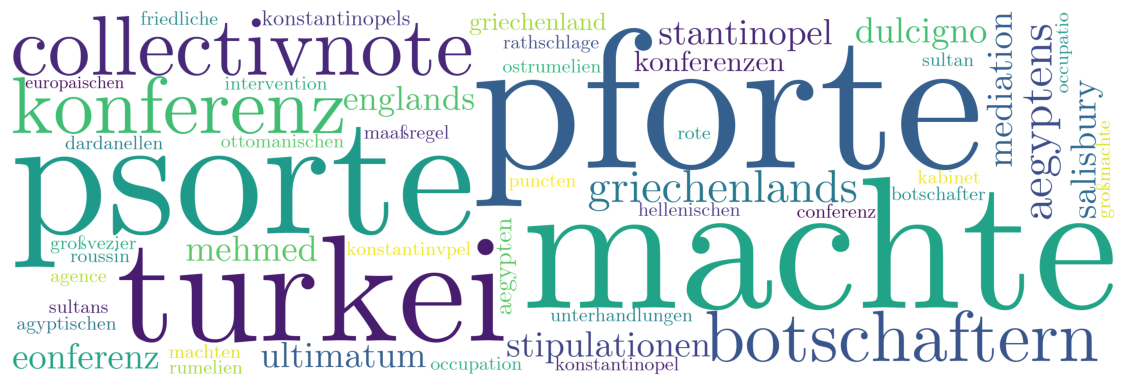 friedliche
konstantinopels
griechenland
stantinopel
dulcigno
collectivnote
rathschlage
sultan
europaischen
intervention
ostrumelien
konferenzen
mediation
aegyptens
occupatio
konferenz
englands
pforte
salisbury
großmachte
dardanellen
ottomanischen
maaßregel
rote
psorte
puncten
griechenlands
kabinet
botschafter
hellenischen
conferenz
großvezier
roussin
mehmed
konstantinvpel
machte
agence
turkei
aegypten
sultans
agyptischen
unterhandlungen
botschaftern
eonferenz
machten
rumelien
ultimatum
occupation
stipulationen
konstantinopel